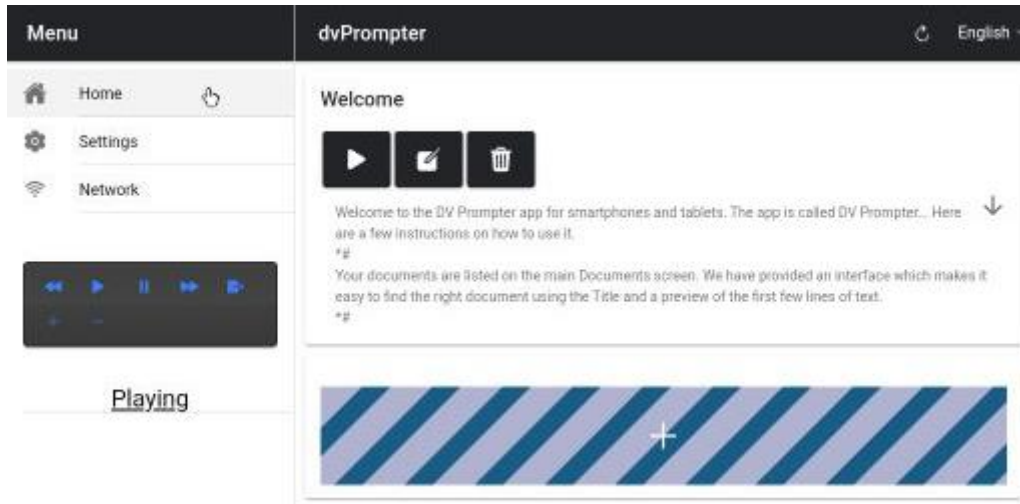 Menu
dvPrompter
English
Home
Settings
Network
Playing
Welcome
Welcome to the DV Prompter app for smartphones and tablets. The app is called DV Prompter... Here
are a few instructions on how to use it.
*#
Your documents are listed on the main Documents screen. We have provided an interface which makes it
easy to find the right document using the Title and a preview of the first few lines of text.
*#